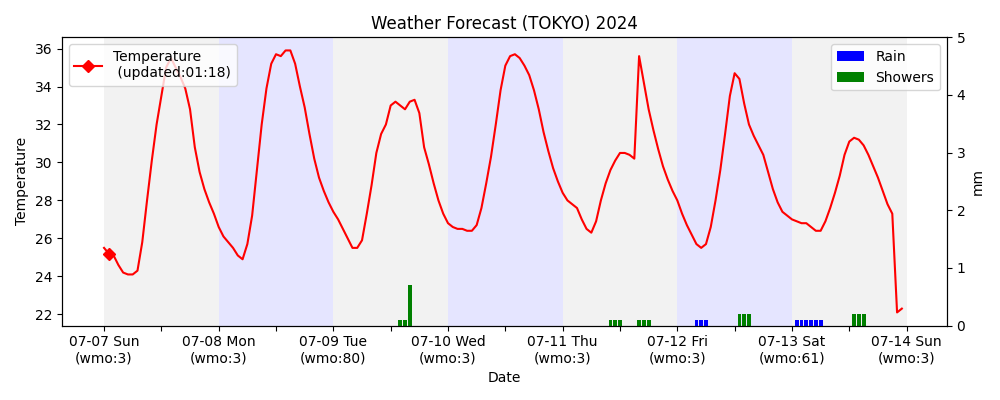 Weather Forecast (TOKYO) 2024
Temperature
(updated:01:18)
Rain
Showers
Temperature
36
34
32
30
28
26
24
22
mm
5
4
3
2
1
0
07-07 Sun
(wmo:3)
07-08 Mon
(wmo:3)
07-09 Tue
(wmo:80)
07-10 Wed
(wmo:3)
07-11 Thu
(wmo:3)
07-12 Fri
(wmo:3)
07-13 Sat
(wmo:61)
07-14 Sun
(wmo:3)
Date